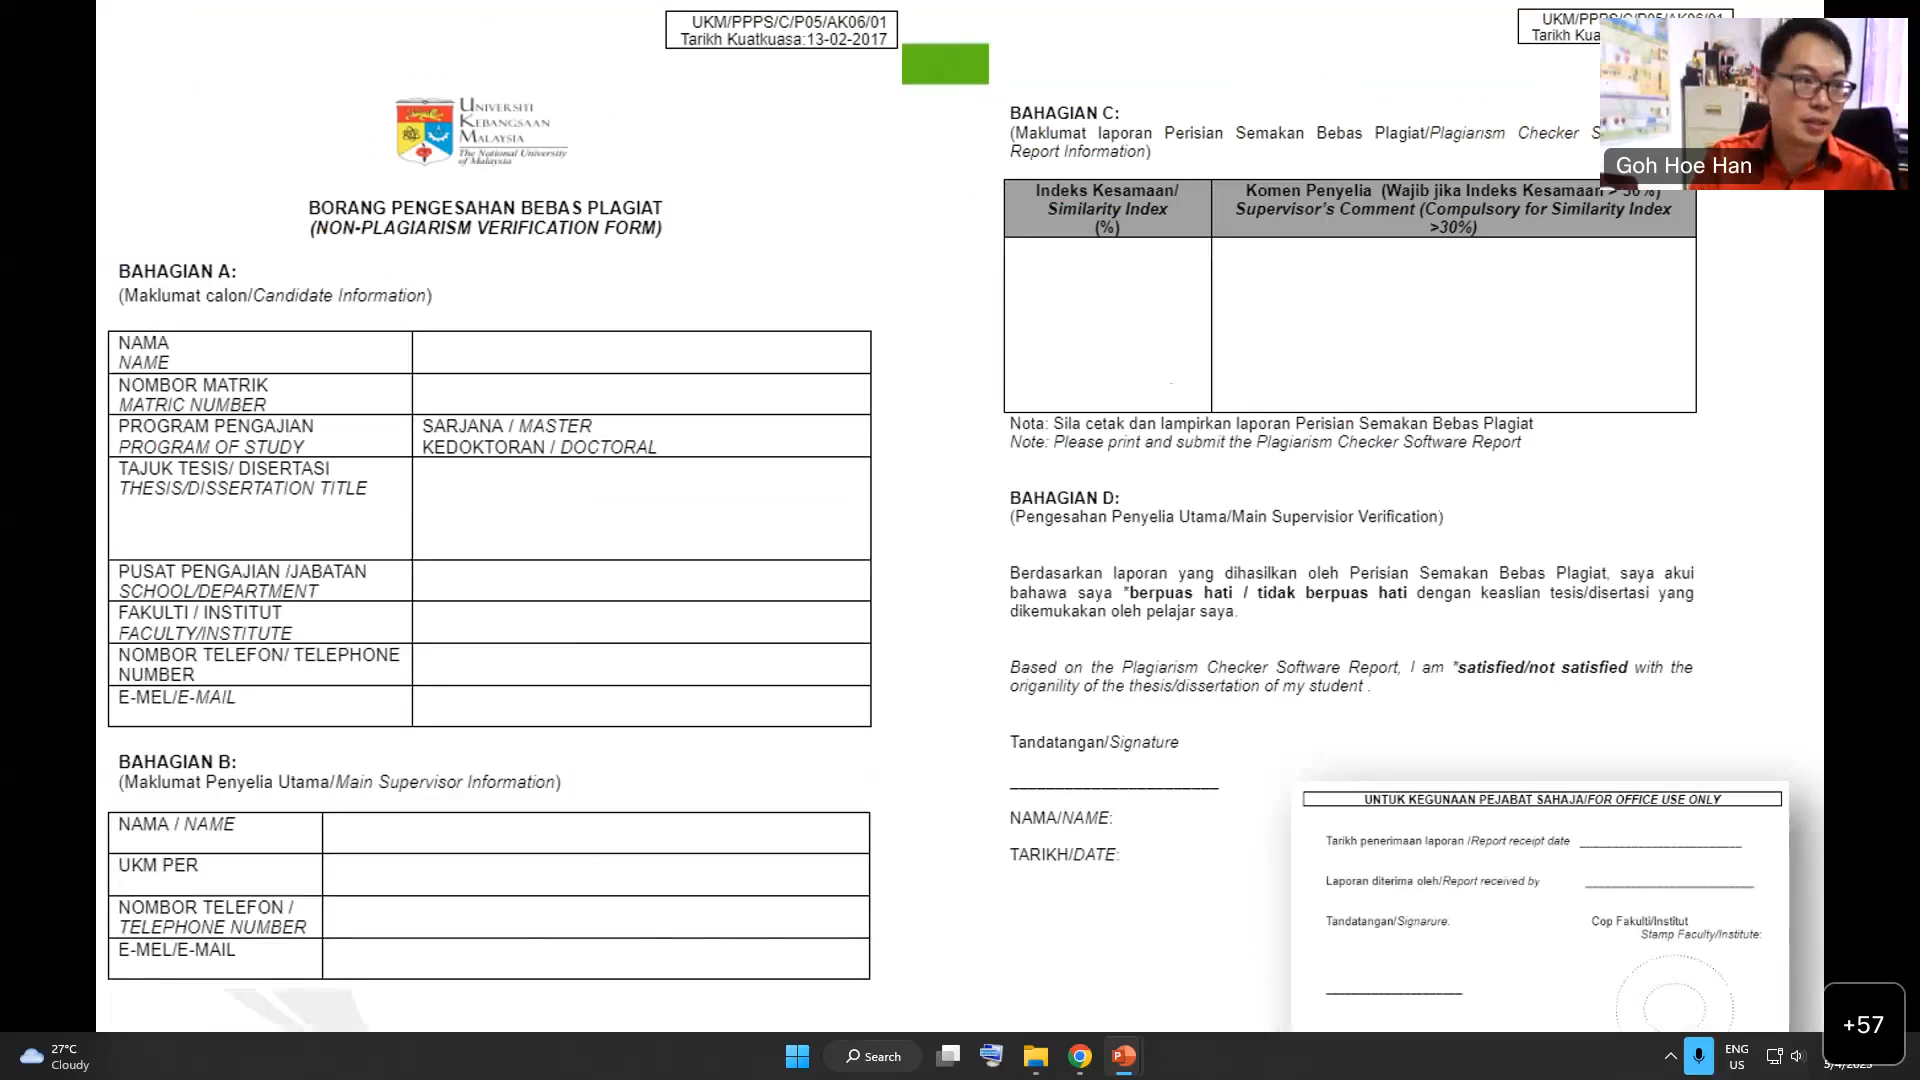 UKM/PPPS/C/P05/AK06/01
Tarikh Kuatkuasa:13-02-2017
UNIVERSITI
KEBANGSAAN
MALAYSIA
The National University
of Malaysia
BORANG PENGESAHAN BEBAS PLAGIAT
(NON-PLAGIARISM VERIFICATION FORM)
BAHAGIAN A:
(Maklumat calon/Candidate Information)
NAMA
NAME
NOMBOR MATRIK
MATRIC NUMBER
PROGRAM PENGAJIAN
PROGRAM OF STUDY
SARJANA / MASTER
KEDOKTORAN / DOCTORAL
TAJUK TESIS/ DISERTASI
THESIS/DISSERTATION TITLE
PUSAT PENGAJIAN /JABATAN
SCHOOL/DEPARTMENT
FAKULTI / INSTITUT
FACULTY/INSTITUTE
NOMBOR TELEFON/ TELEPHONE
NUMBER
E-MEL/E-MAIL
BAHAGIAN B:
(Maklumat Penyelia Utama/Main Supervisor Information)
NAMA / NAME
UKM PER
NOMBOR TELEFON /
TELEPHONE NUMBER
E-MEL/E-MAIL
Tarikh
BAHAGIAN C:
(Maklumat laporan Perisian Semakan Bebas Plagiat/Plagiarism Checker
Report Information)
Goh Hoe Han
Indeks Kesamaan/
Similarity Index
(%)
Komen Penyelia (Wajib jika Indeks Kesamaan
Supervisor's Comment (Compulsory for Similarity Index
>30%)
Nota: Sila cetak dan lampirkan laporan Perisian Semakan Bebas Plagiat
Note: Please print and submit the Plagiarism Checker Software Report
BAHAGIAN D:
(Pengesahan Penyelia Utama/Main Supervisior Verification)
Berdasarkan laporan yang dihasilkan oleh Perisian Semakan Bebas Plagiat, saya akui
bahawa saya *berpuas hati / tidak berpuas hati dengan keaslian tesis/disertasi yang
dikemukakan oleh pelajar saya.
Based on the Plagiarism Checker Software Report, I am *satisfied/not satisfied with the
origanility of the thesis/dissertation of my student .
Tandatangan/Signature
NAMA/NAME:
TARIKH/DATE:
UNTUK KEGUNAAN PEJABAT SAHAJA/FOR OFFICE USE ONLY
Tarikh penerimaan laporan /Report receipt date
Laporan diterima oleh/Report received by
Tandatangan/Signarure.
Cop Fakulti/Institut
Stamp Faculty/Institute:
+57
27°C
Cloudy
Search
ENG
US